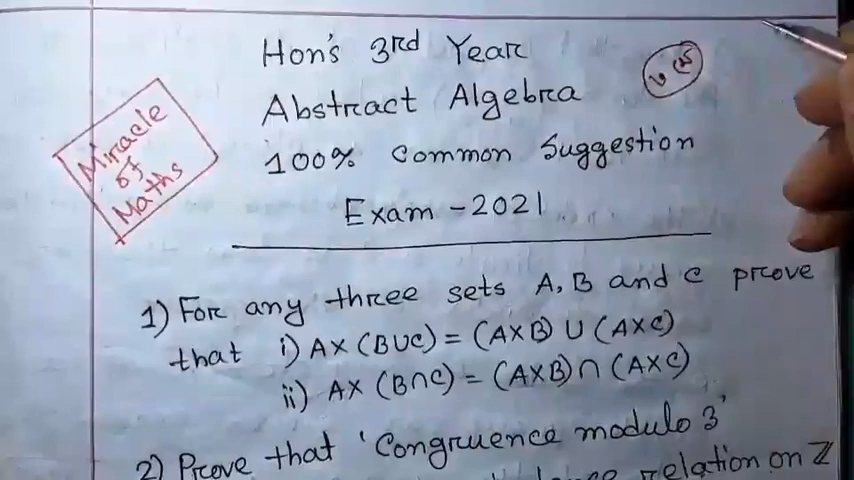 Hon's 3rd Year
Abstract Algebra
100% Common Suggestion
Exam - 2021
Miracle
of
Maths
1) For any three sets A, B and C prove
that i) A×(B∪C) = (A×B) ∪ (A×C)
ii) A× (B∩C) = (A×B) ∩ (A×C)
2) Prove that 'Congruence modulo 3'
relation on ℤ